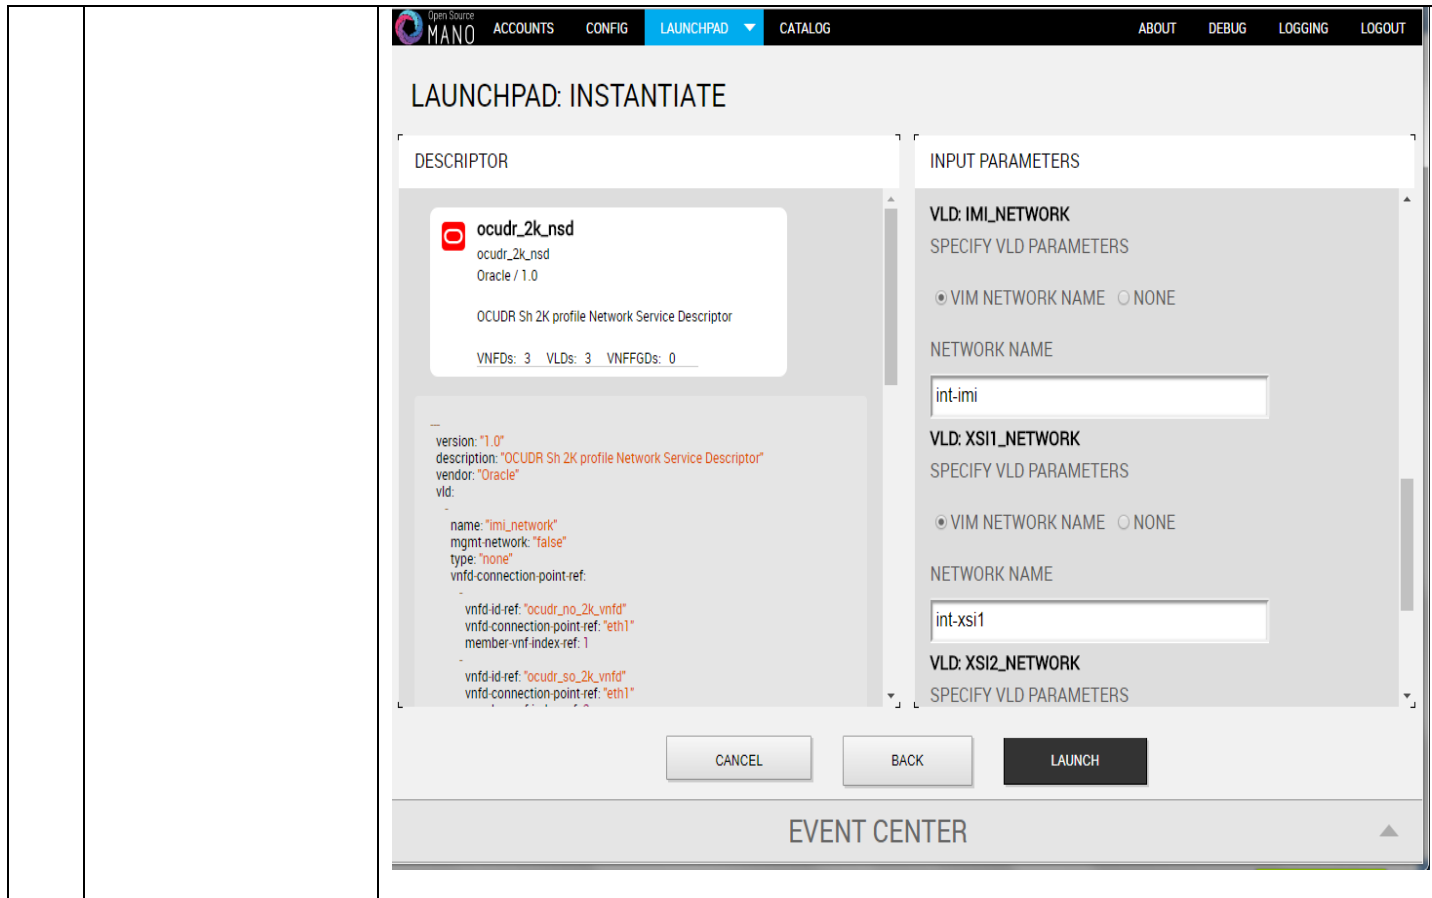 Open Source
MANO
ACCOUNTS CONFIG LAUNCHPAD CATALOG ABOUT DEBUG LOGGING LOGOUT
LAUNCHPAD: INSTANTIATE
DESCRIPTOR
ocudr_2k_nsd
ocudr_2k_nsd
Oracle / 1.0
OCUDR Sh 2K profile Network Service Descriptor
VNFDs: 3 VLDs: 3 VNFFGDs: 0
---
version: "1.0"
description: "OCUDR Sh 2K profile Network Service Descriptor"
vendor: "Oracle"
vld:
-
name: "imi_network"
mgmt-network: "false"
type: "none"
vnfd-connection-point-ref:
-
vnfd-id-ref: "ocudr_no_2k_vnfd"
vnfd-connection-point-ref: "eth1"
member-vnf-index-ref: 1
-
vnfd-id-ref: "ocudr_so_2k_vnfd"
vnfd-connection-point-ref: "eth1"
INPUT PARAMETERS
VLD: IMI_NETWORK
SPECIFY VLD PARAMETERS
VIM NETWORK NAME NONE
NETWORK NAME
int-imi
VLD: XSI1_NETWORK
SPECIFY VLD PARAMETERS
VIM NETWORK NAME NONE
NETWORK NAME
int-xsi1
VLD: XSI2_NETWORK
SPECIFY VLD PARAMETERS
CANCEL BACK LAUNCH
EVENT CENTER